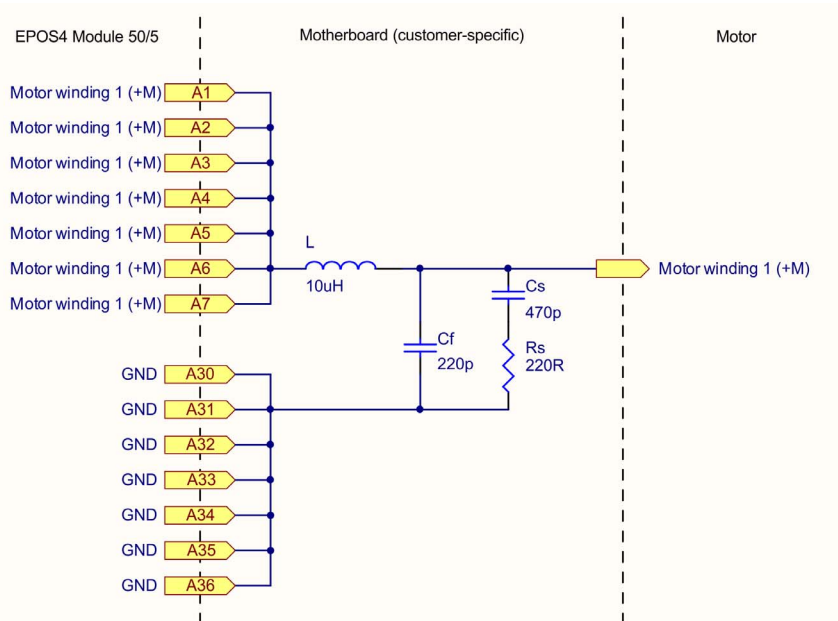 EPOS4 Module 50/5
Motherboard (customer-specific)
Motor
Motor winding 1 (+M) A1
Motor winding 1 (+M) A2
Motor winding 1 (+M) A3
Motor winding 1 (+M) A4
Motor winding 1 (+M) A5
L
Motor winding 1 (+M) A6
Motor winding 1 (+M)
10uH
Cs
470p
Motor winding 1 (+M) A7
Cf
220p
Rs
220R
GND A30
GND A31
GND A32
GND A33
GND A34
GND A35
GND A36